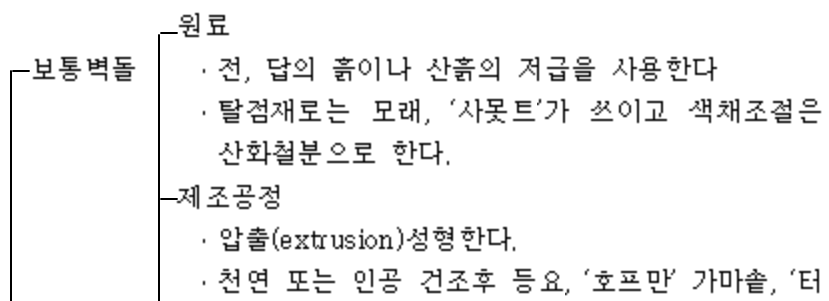 원료
보통벽돌
· 전, 답의 흙이나 산흙의 저급을 사용한다
· 탈점재로는 모래, ‘사못트’가 쓰이고 색채조절은
산화철분으로 한다.
제조공정
· 압출(extrusion)성형한다.
· 천연 또는 인공 건조후 등요, ‘호프만’ 가마솥, ‘터